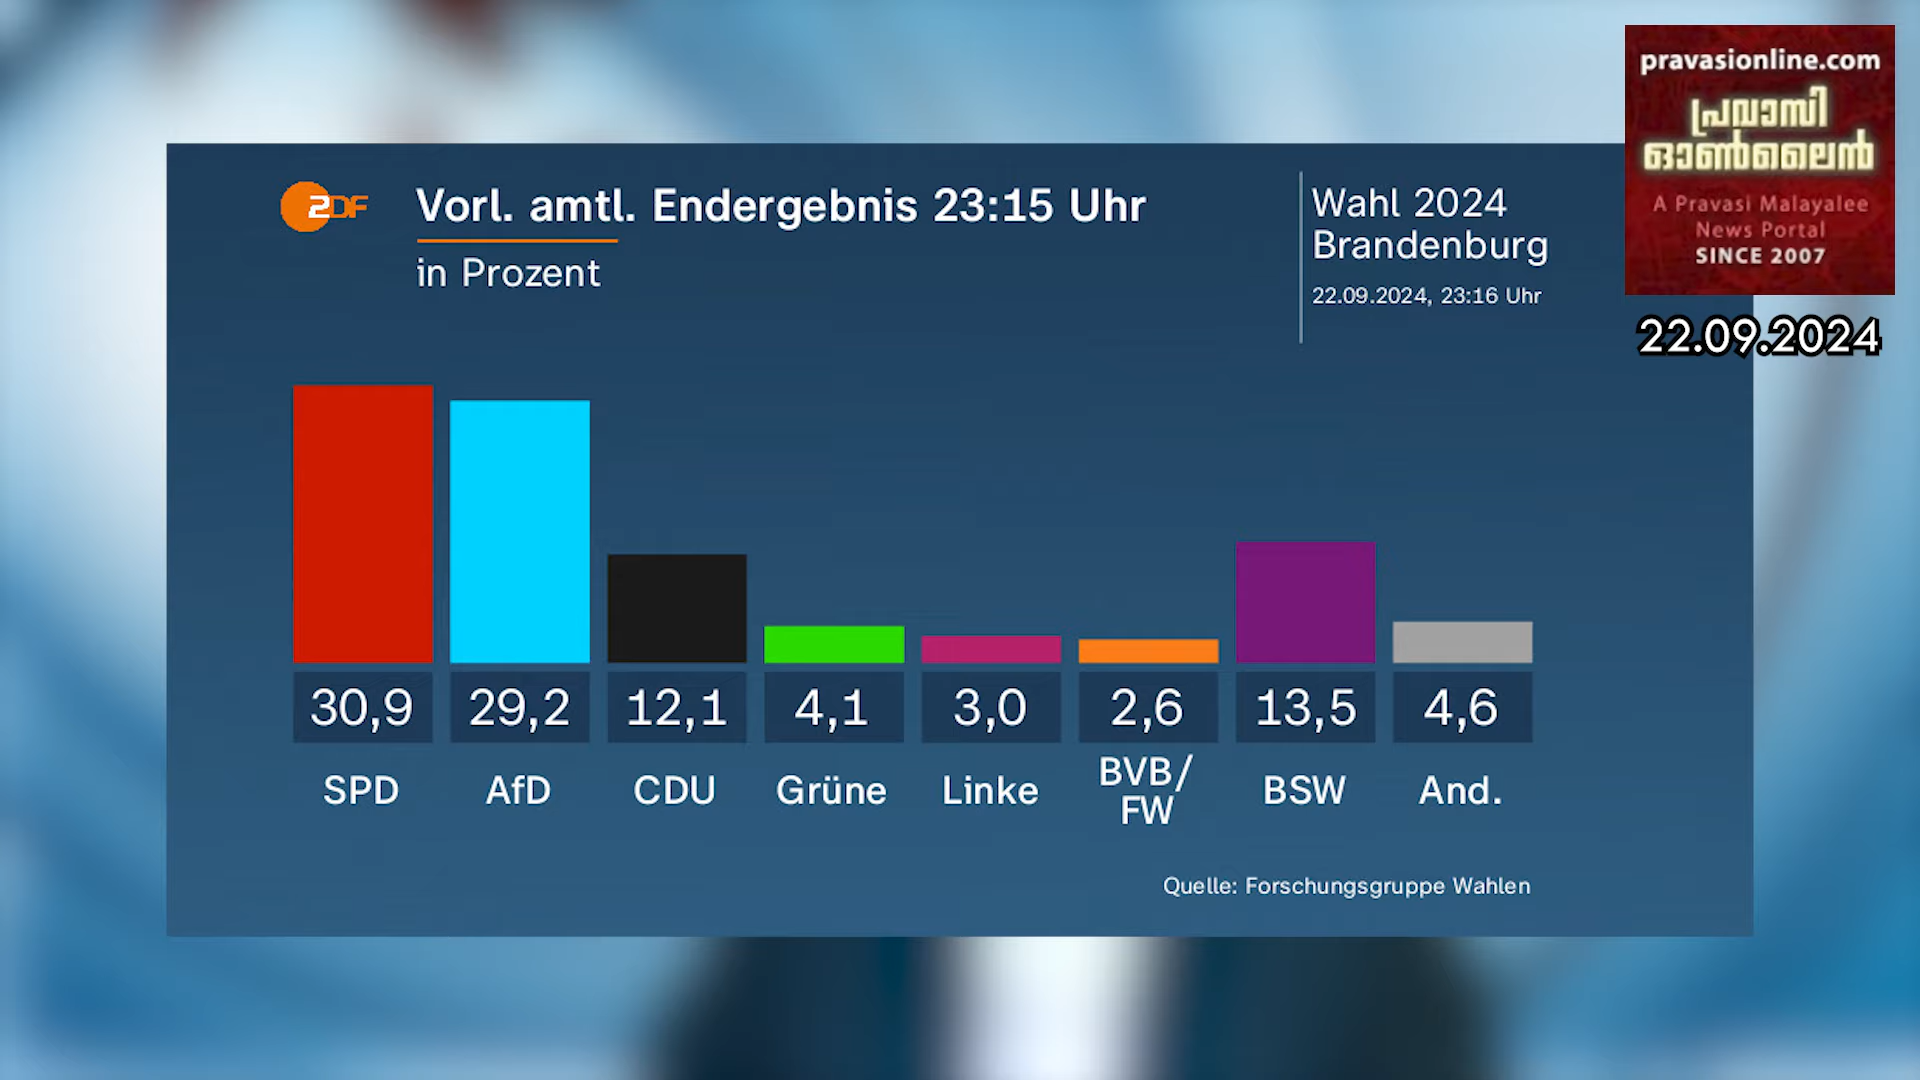 ZDF
Vorl. amtl. Endergebnis 23:15 Uhr
in Prozent
Wahl 2024
Brandenburg
22.09.2024, 23:16 Uhr
pravasionline.com
പ്രവാസി
ഓൺലൈൻ
A Pravasi Malayalee
News Portal
SINCE 2007
22.09.2024
30,9 29,2 12,1 4,1 3,0 2,6 13,5 4,6
SPD AfD CDU Grüne Linke BVB/ BSW And.
FW
Quelle: Forschungsgruppe Wahlen